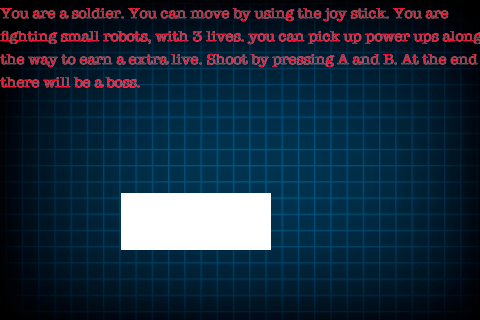 You are a soldier. You can move by using the joy stick. You are
fighting small robots, with 3 lives. you can pick up power ups along
the way to earn a extra live. Shoot by pressing A and B. At the end
there will be a boss.